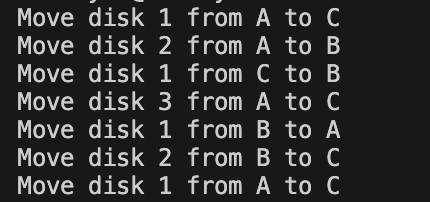 Move disk 1 from A to C
Move disk 2 from A to B
Move disk 1 from C to B
Move disk 3 from A to C
Move disk 1 from B to A
Move disk 2 from B to C
Move disk 1 from A to C